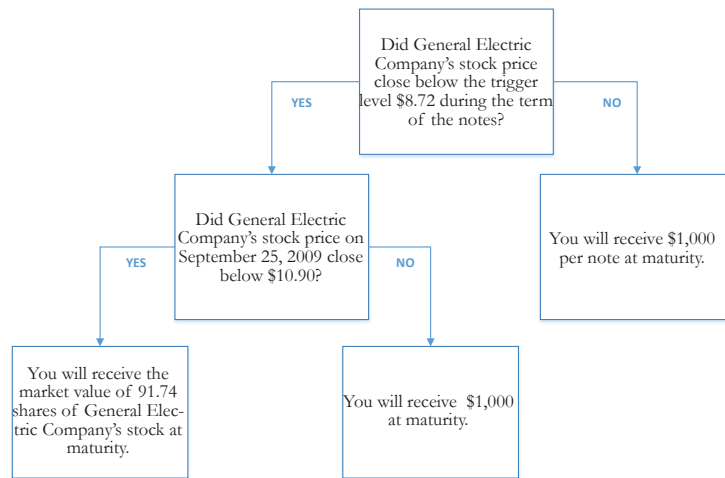 Did General Electric
Company's stock price
close below the trigger
level $8.72 during the term
of the notes?
YES
NO
Did General Electric
Company's stock price on
September 25, 2009 close
below $10.90?
You will receive $1,000
per note at maturity.
YES
NO
You will receive the
market value of 91.74
shares of General Elec-
tric Company's stock at
maturity.
You will receive $1,000
at maturity.